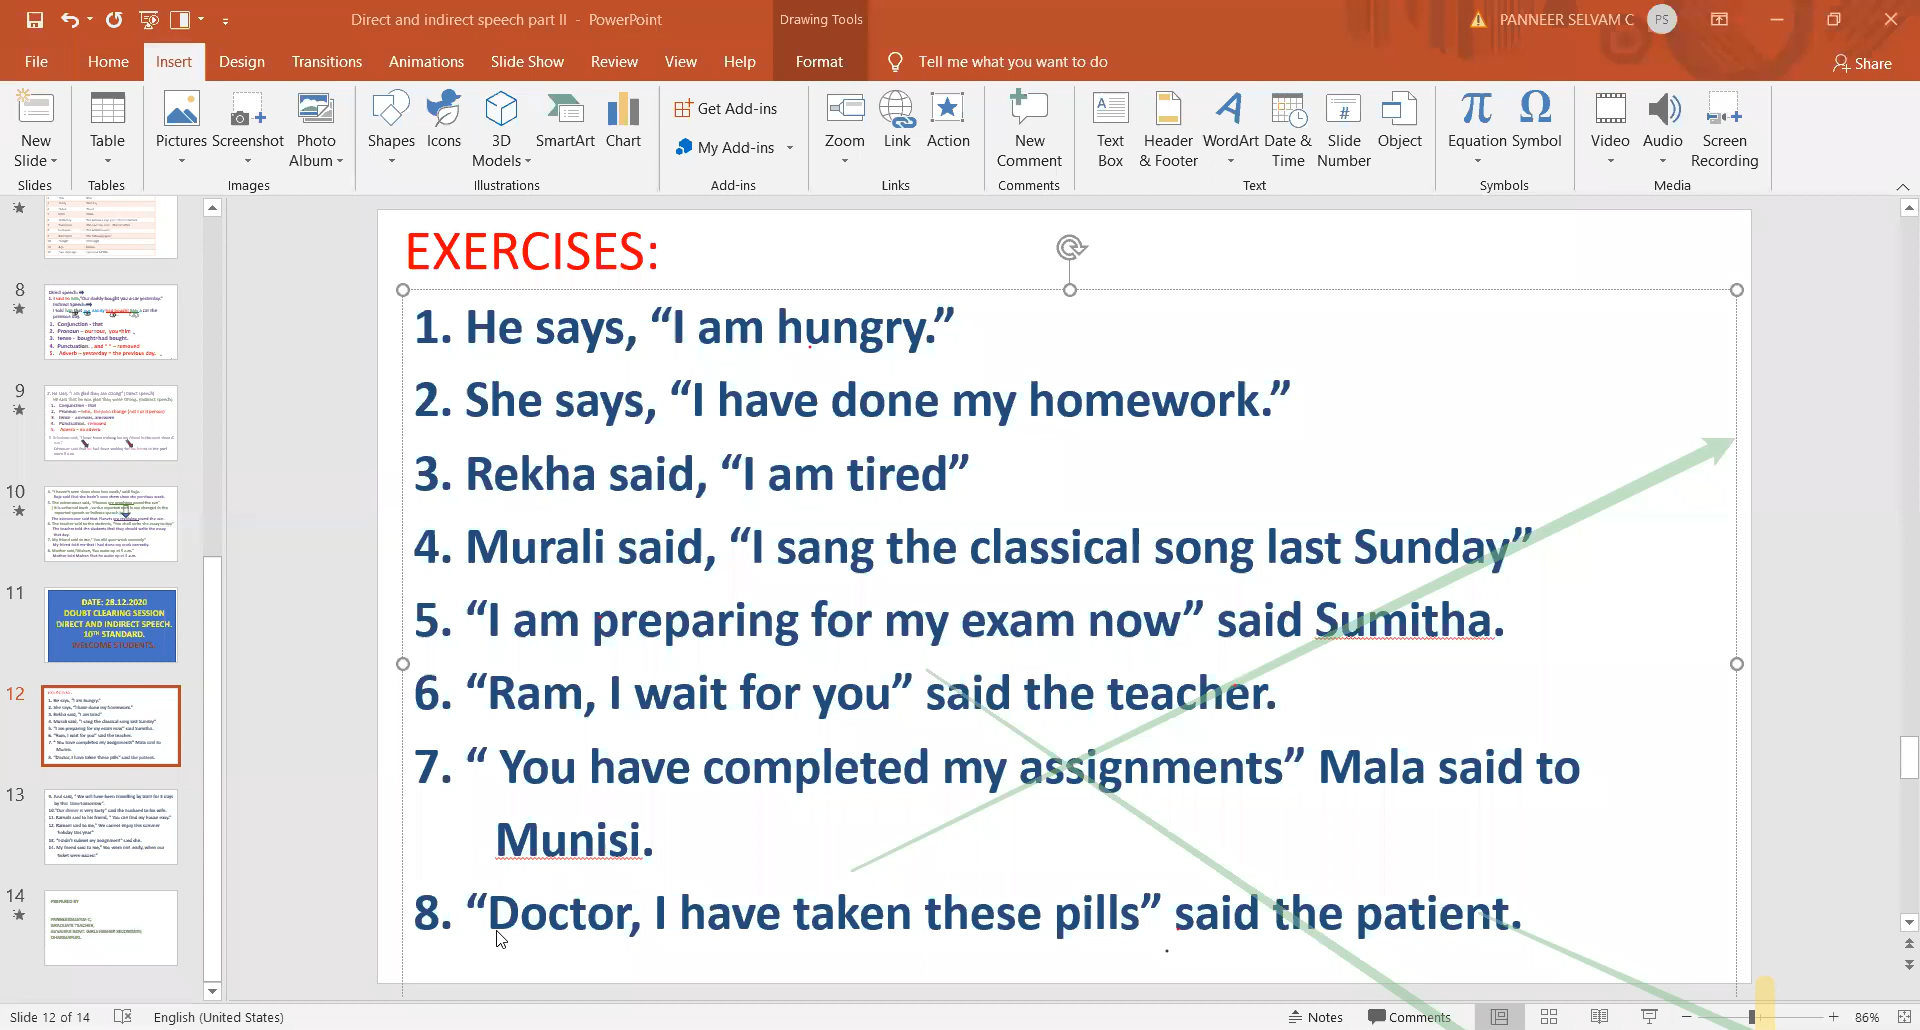 Direct and indirect speech part II - PowerPoint
Drawing Tools
PANNEER SELVAM C
PS
File Home Insert Design Transitions Animations Slide Show Review View Help Format Tell me what you want to do Share
New Slide
Table
Pictures
Screenshot
Photo Album
Shapes
Icons
3D Models
SmartArt
Chart
Get Add-ins
My Add-ins
Zoom
Link
Action
New Comment
Text Box
Header & Footer
WordArt
Date & Time
Slide Number
Object
Equation
Symbol
Video
Audio
Screen Recording
Slides Tables Images Illustrations Add-ins Links Comments Text Symbols Media
8
9
10
11
DATE: 28.12.2020
DOUBT CLEARING SESSION
DIRECT AND INDIRECT SPEECH.
10TH STANDARD.
WELCOME STUDENTS.
12
13
14
EXERCISES:
1. He says, “I am hungry.”
2. She says, “I have done my homework.”
3. Rekha said, “I am tired”
4. Murali said, “I sang the classical song last Sunday”
5. “I am preparing for my exam now” said Sumitha.
6. “Ram, I wait for you” said the teacher.
7. “ You have completed my assignments” Mala said to
Munisi.
8. “Doctor, I have taken these pills” said the patient.
Slide 12 of 14 English (United States) Notes Comments 86%